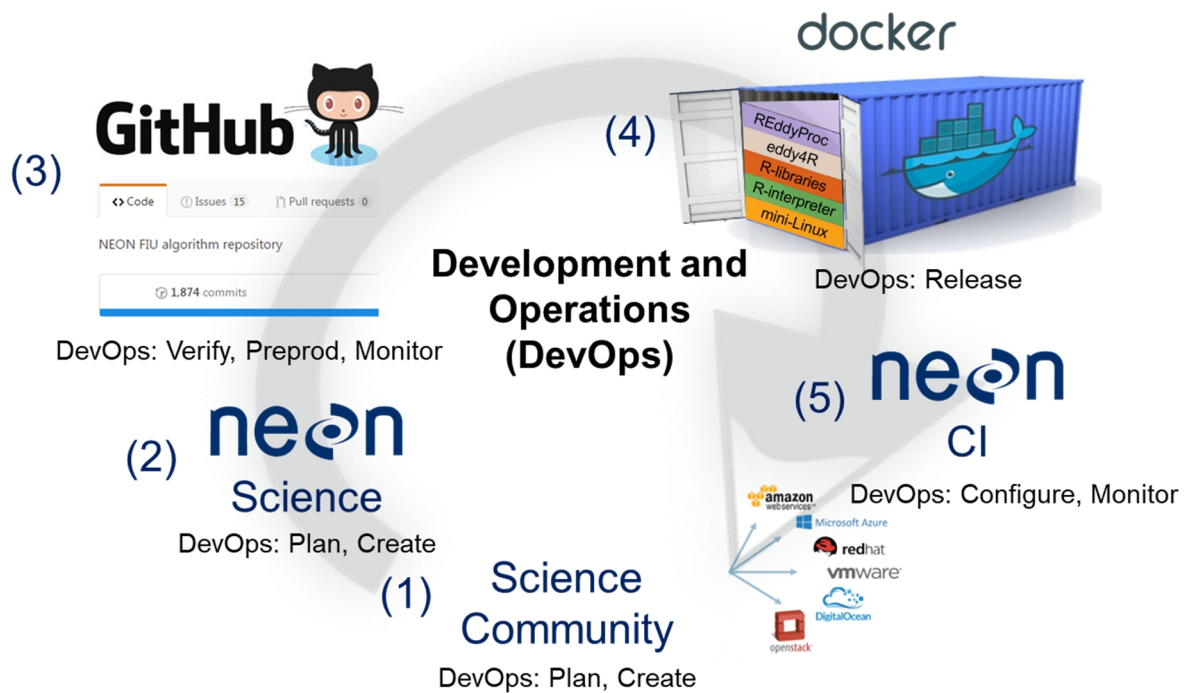 docker
GitHub
(3)
Code
Issues 15
Pull requests 0
NEON FIU algorithm repository
1,874 commits
DevOps: Verify, Preprod, Monitor
(4)
REddyProc
eddy4R
R-libraries
R-interpreter
mini-Linux
DevOps: Release
Development and
Operations
(DevOps)
(2)
neon
Science
DevOps: Plan, Create
(5)
neon
CI
DevOps: Configure, Monitor
amazon
webservices™
Microsoft Azure
redhat
vmware®
DigitalOcean
openstack™
(1)
Science
Community
DevOps: Plan, Create